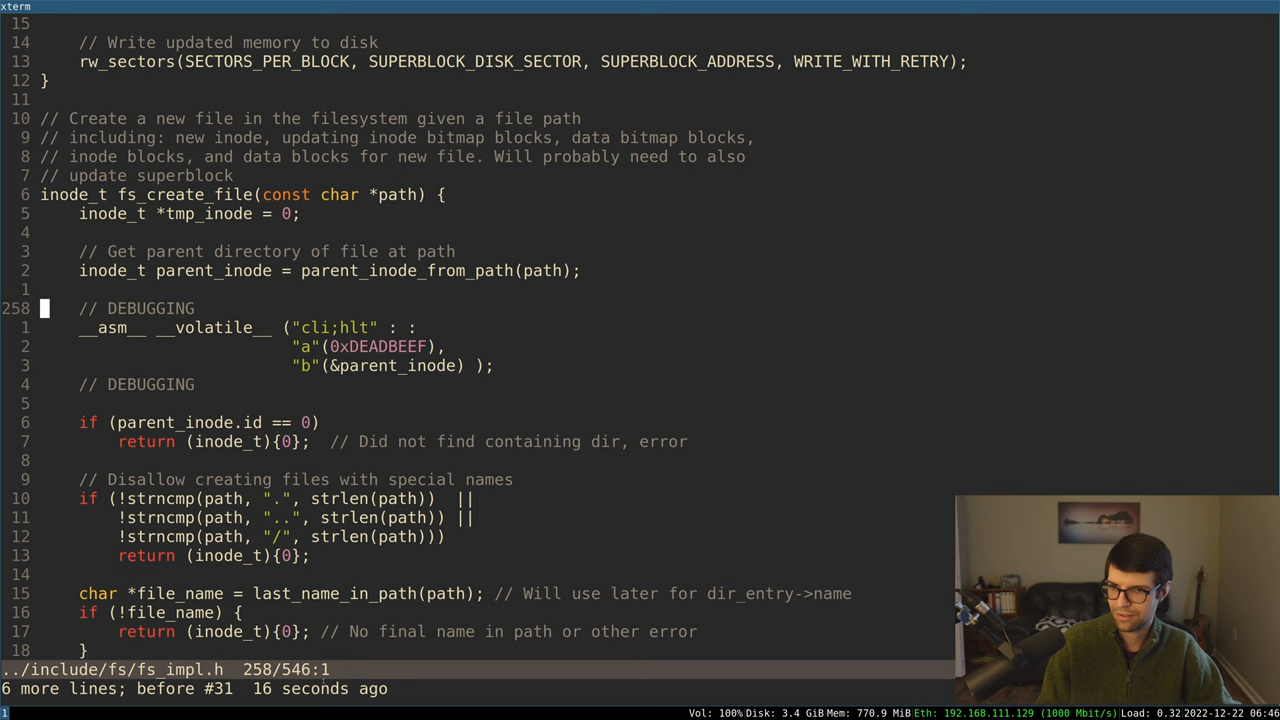 xterm
15
14     // Write updated memory to disk
13     rw_sectors(SECTORS_PER_BLOCK, SUPERBLOCK_DISK_SECTOR, SUPERBLOCK_ADDRESS, WRITE_WITH_RETRY);
12 }
11
10 // Create a new file in the filesystem given a file path
9 // including: new inode, updating inode bitmap blocks, data bitmap blocks,
8 // inode blocks, and data blocks for new file. Will probably need to also
7 // update superblock
6 inode_t fs_create_file(const char *path) {
5     inode_t *tmp_inode = 0;
4
3     // Get parent directory of file at path
2     inode_t parent_inode = parent_inode_from_path(path);
1
258     // DEBUGGING
1     __asm__ __volatile__ ("cli;hlt" : :
2                           "a"(0xDEADBEEF),
3                           "b"(&parent_inode) );
4     // DEBUGGING
5
6     if (parent_inode.id == 0)
7         return (inode_t){0};  // Did not find containing dir, error
8
9     // Disallow creating files with special names
10     if (!strncmp(path, ".", strlen(path))  ||
11         !strncmp(path, "..", strlen(path)) ||
12         !strncmp(path, "/", strlen(path)))
13         return (inode_t){0};
14
15     char *file_name = last_name_in_path(path); // Will use later for dir_entry->name
16     if (!file_name) {
17         return (inode_t){0}; // No final name in path or other error
18     }
../include/fs/fs_impl.h  258/546:1
6 more lines; before #31  16 seconds ago
1 Vol: 100% Disk: 3.4 GiB Mem: 770.9 MiB Eth: 192.168.111.129 (1000 Mbit/s) Load: 0.32 2022-12-22 06:46